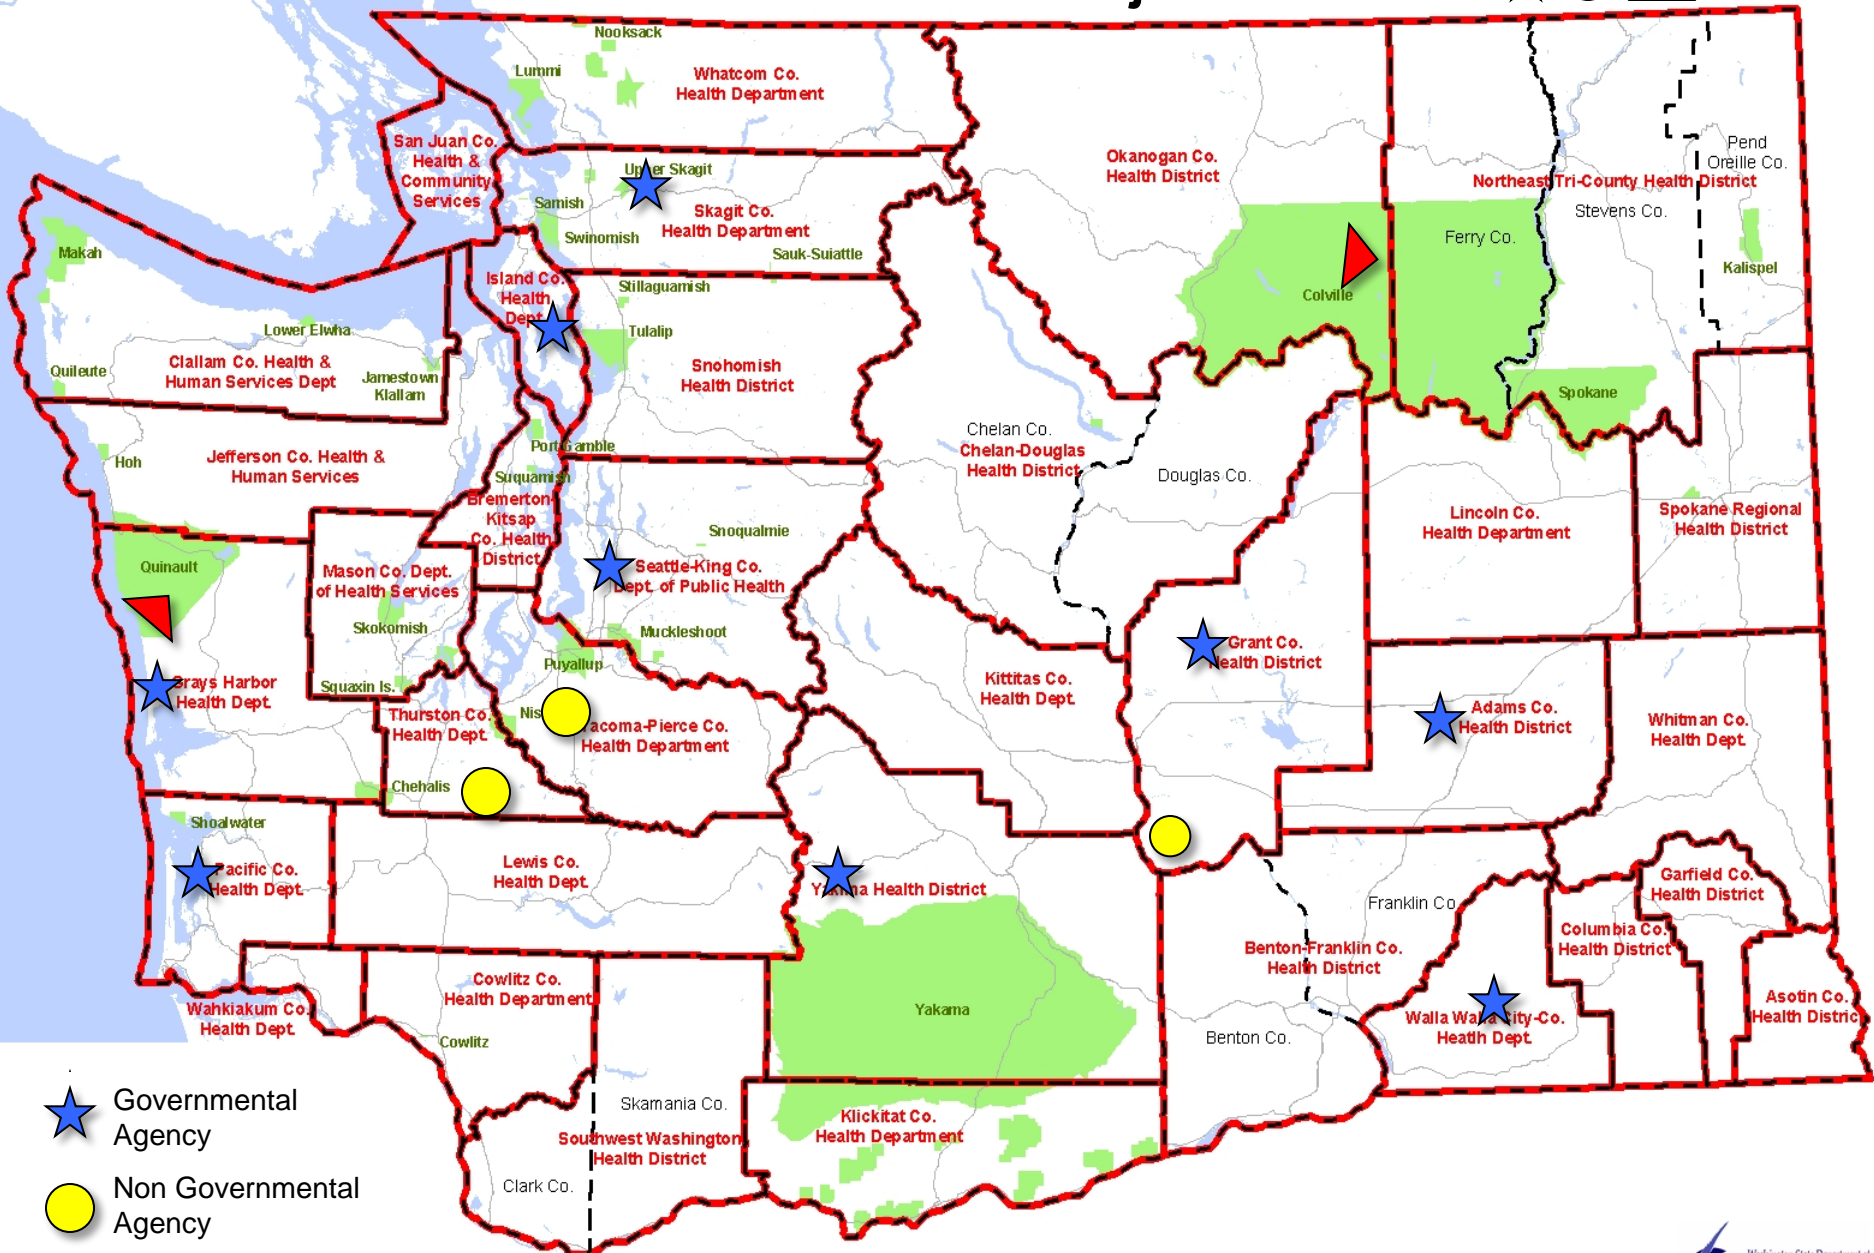 Nooksack
Lummi
Whatcom Co.
Health Department
San Juan Co.
Health &
Community
Services
Upper Skagit
Samish
Skagit Co.
Health Department
Swinomish
Sauk-Suiattle
Okanogan Co.
Health District
Pend
Oreille Co.
Northeast Tri-County Health District
Stevens Co.
Ferry Co.
Kalispel
Colville
Makah
Island Co.
Health
Dept.
Stillaguamish
Tulalip
Lower Elwha
Clallam Co. Health &
Human Services Dept
Quileute
Jamestown
Klallam
Snohomish
Health District
Spokane
Chelan Co.
Chelan-Douglas
Health District
Douglas Co.
Hoh
Jefferson Co. Health &
Human Services
Port Gamble
Suquamish
Bremerton-
Kitsap
Co. Health
District
Snoqualmie
Seattle-King Co.
Dept. of Public Health
Lincoln Co.
Health Department
Spokane Regional
Health District
Quinault
Mason Co. Dept.
of Health Services
Skokomish
Muckleshoot
Puyallup
Squaxin Is.
Grays Harbor
Health Dept.
Thurston Co.
Health Dept.
Nis
Tacoma-Pierce Co.
Health Department
Kittitas Co.
Health Dept.
Grant Co.
Health District
Adams Co.
Health District
Whitman Co.
Health Dept.
Chehalis
Shoalwater
Pacific Co.
Health Dept.
Lewis Co.
Health Dept.
Yakima Health District
Franklin Co.
Garfield Co.
Health District
Columbia Co.
Health District
Benton-Franklin Co.
Health District
Cowlitz Co.
Health Department
Wahkiakum Co.
Health Dept.
Yakama
Asotin Co.
Health District
Walla Walla City-Co.
Heatlh Dept.
Cowlitz
Benton Co.
Skamania Co.
Klickitat Co.
Health Department
Southwest Washington
Health District
Clark Co.
Governmental
Agency
Non Governmental
Agency